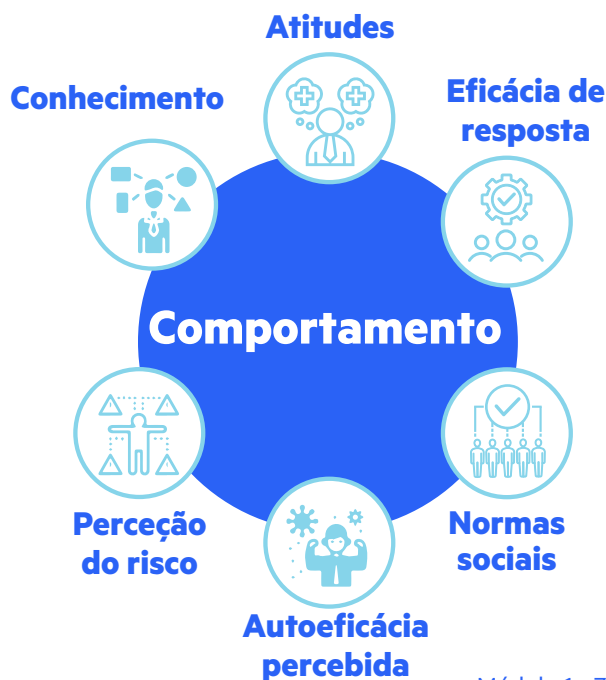 Atitudes
Conhecimento
Eficácia de
resposta
Comportamento
Perceção
do risco
Normas
sociais
Autoeficácia
percebida